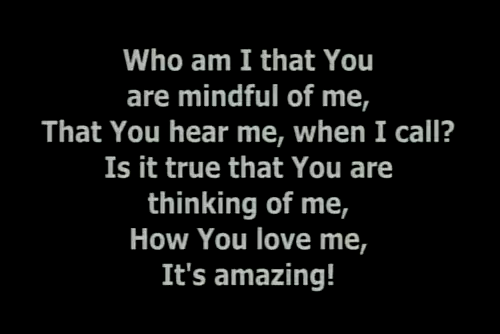 Who am I that You
are mindful of me,
That You hear me, when I call?
Is it true that You are
thinking of me,
How You love me,
It's amazing!